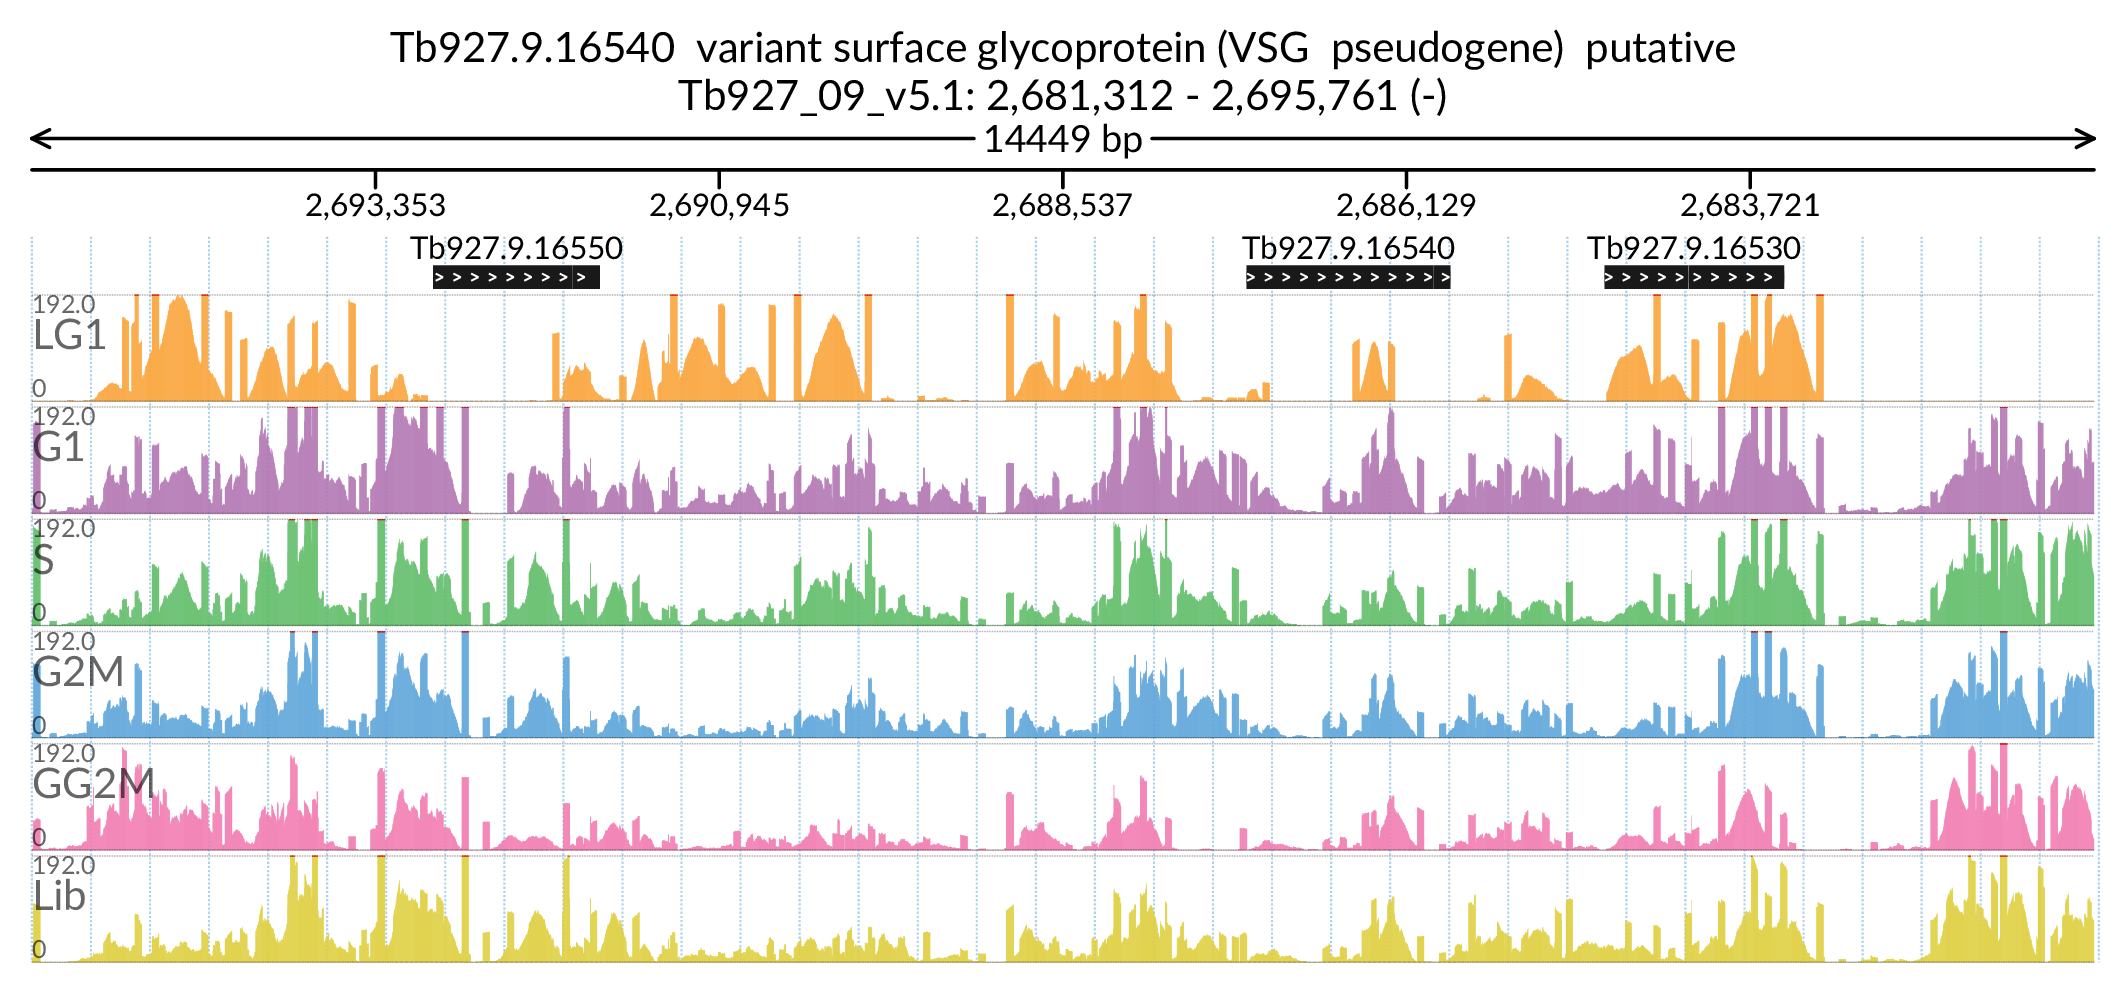 Tb927.9.16540  variant surface glycoprotein (VSG  pseudogene)  putative
Tb927_09_v5.1: 2,681,312 - 2,695,761 (-)
14449 bp
2,693,353 2,690,945 2,688,537 2,686,129 2,683,721
Tb927.9.16550 Tb927.9.16540 Tb927.9.16530
192.0
LG1
0
192.0
G1
0
192.0
S
0
192.0
G2M
0
192.0
GG2M
0
192.0
Lib
0